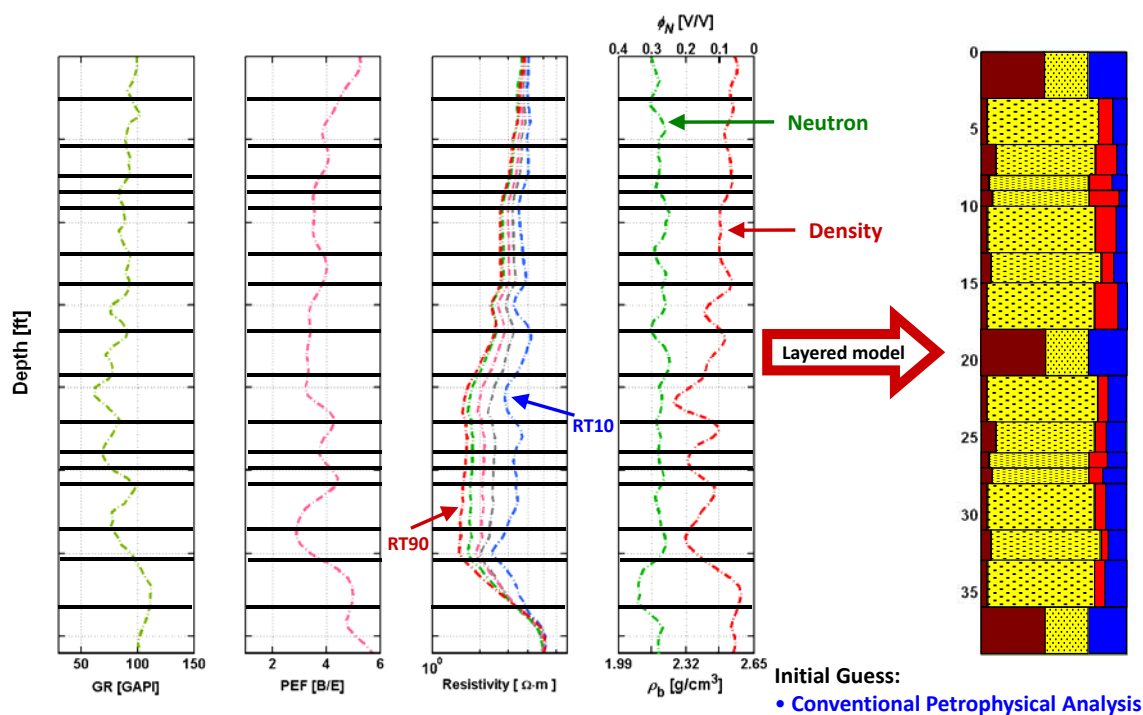 ϕN [V/V]
0.4 0.3 0.2 0.1 0
0
Neutron
5
10
Density
15
Depth [ft]
Layered model
20
RT10
25
30
RT90
35
50 100 150
0 2 4 6
10⁰
1.99 2.32 2.65
GR [GAPI]
PEF [B/E]
Resistivity [ Ω·m ]
ρb [g/cm³]
Initial Guess:
• Conventional Petrophysical Analysis